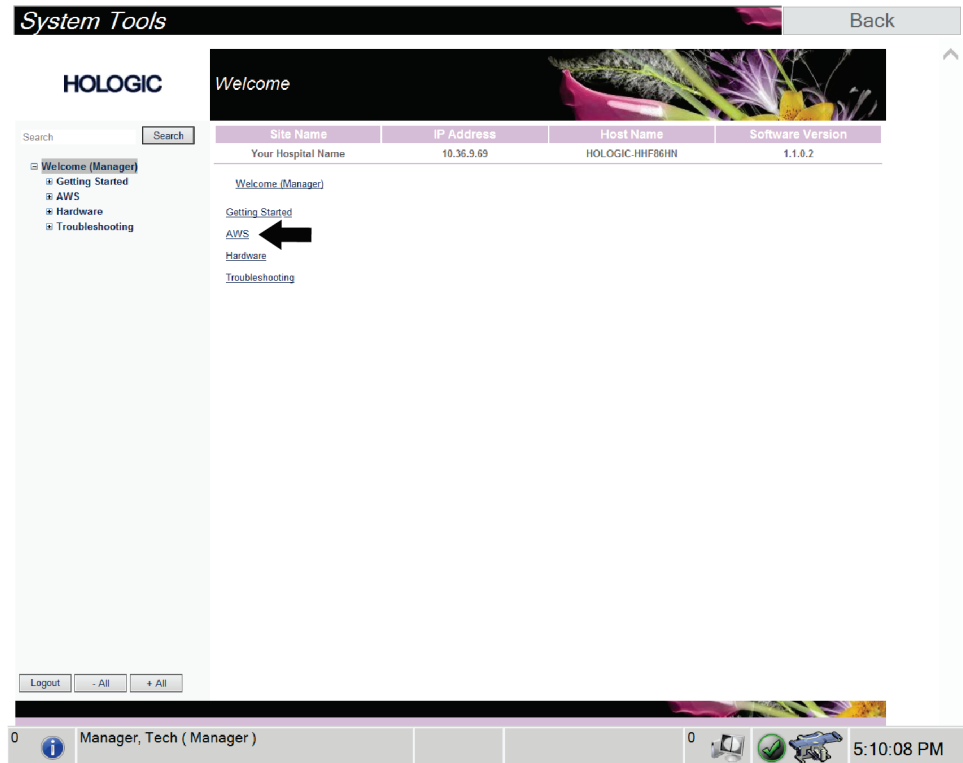 System Tools
Back
HOLOGIC
Welcome
Search
Search
Site Name IP Address Host Name Software Version
Your Hospital Name 10.36.9.69 HOLOGIC-HHF86HN 1.1.0.2
Welcome (Manager)
Getting Started
AWS
Hardware
Troubleshooting
Welcome (Manager)
Getting Started
AWS
Hardware
Troubleshooting
Logout - All + All
0 Manager, Tech ( Manager ) 0 5:10:08 PM